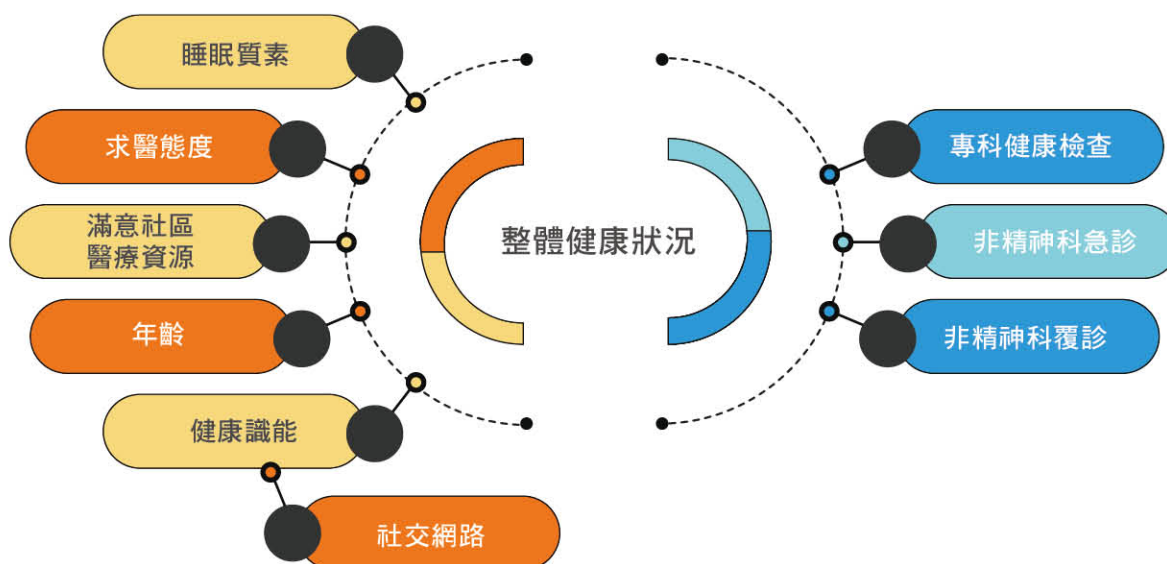 睡眠質素
求醫態度
滿意社區
醫療資源
年齡
健康識能
社交網路
整體健康狀況
專科健康檢查
非精神科急診
非精神科覆診